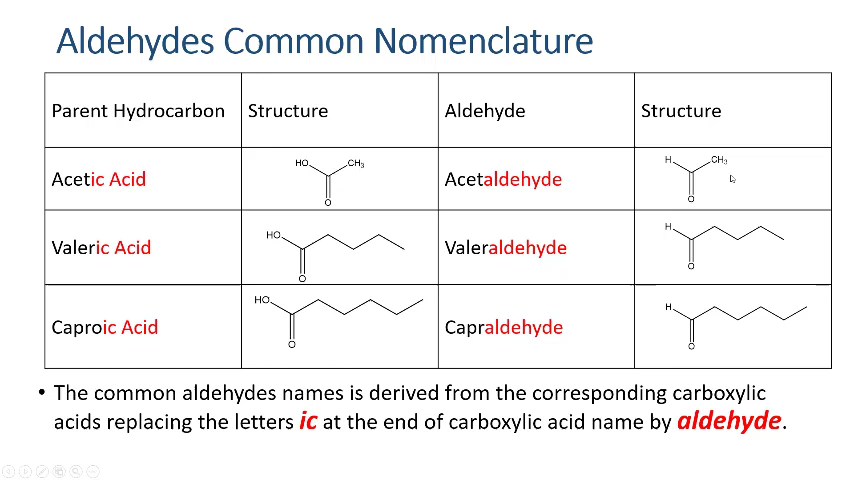 Aldehydes Common Nomenclature
Parent Hydrocarbon Structure Aldehyde Structure
Acetic Acid HO CH3 O Acetaldehyde H CH3 O
Valeric Acid HO O Valeraldehyde H O
Caproic Acid HO O Capraldehyde H O
• The common aldehydes names is derived from the corresponding carboxylic
acids replacing the letters ic at the end of carboxylic acid name by aldehyde.